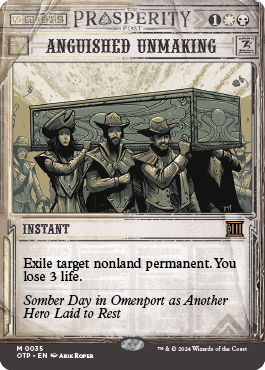 THE
PROSPERITY
POST
1
ANGUISHED UNMAKING
INSTANT
Exile target nonland permanent. You
lose 3 life.
Somber Day in Omenport as Another
Hero Laid to Rest
M 0035
OTP • EN Arik Roper
™ & © 2024 Wizards of the Coast